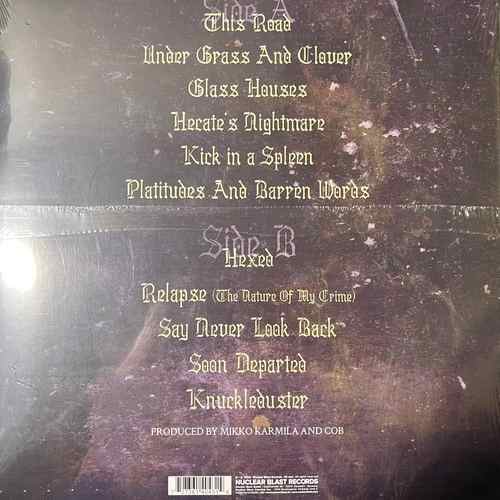 Side A
This Road
Under Grass And Clover
Glass Houses
Hecate's Nightmare
Kick in a Spleen
Platitudes And Barren Words
Side B
Hexed
Relapse (The Nature Of My Crime)
Say Never Look Back
Soon Departed
Knuckleduster
PRODUCED BY MIKKO KARMILA AND COB
NUCLEAR BLAST RECORDS